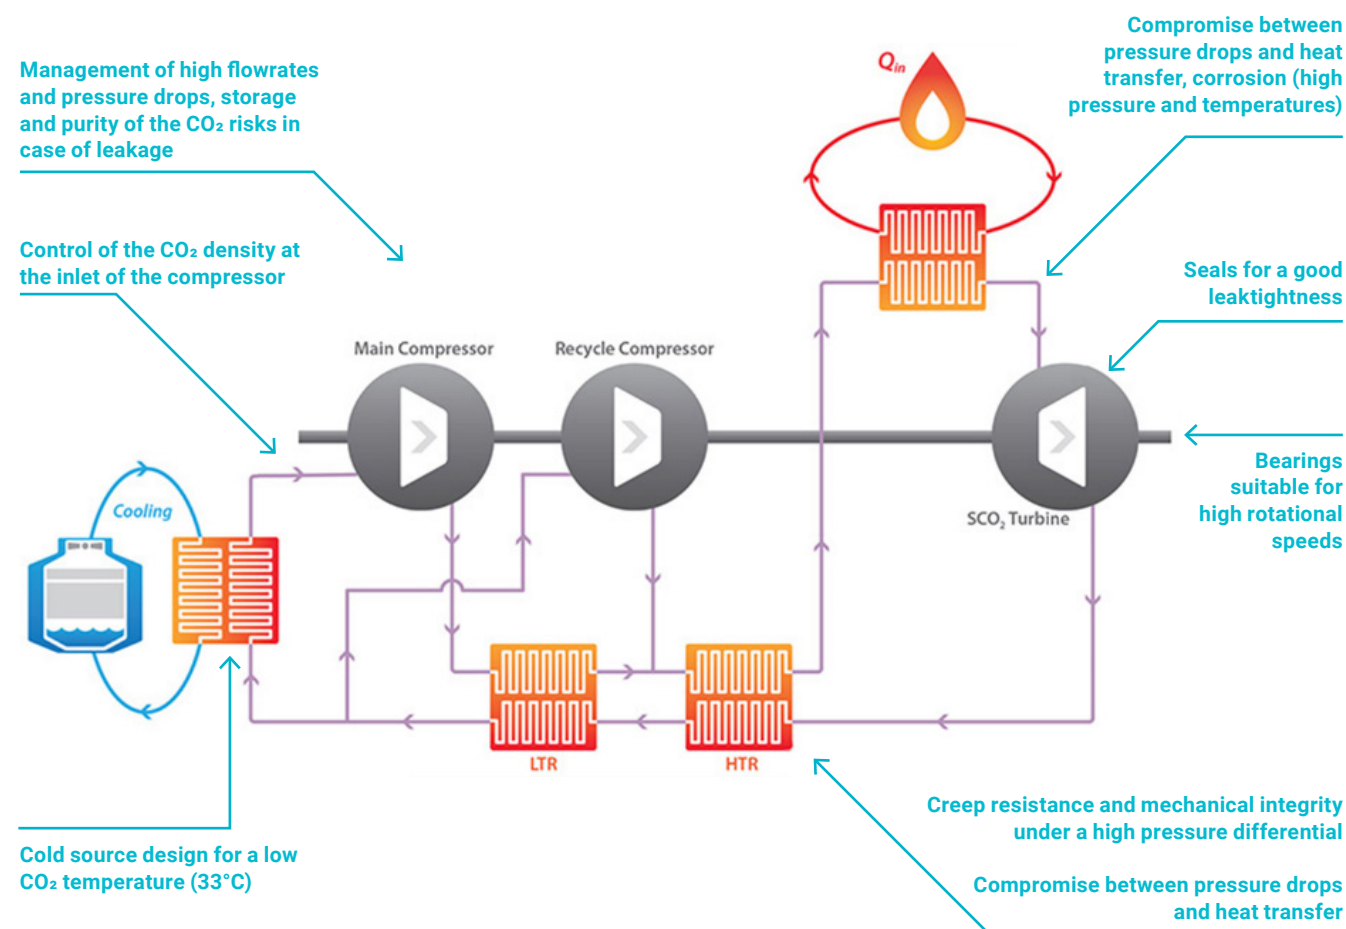 Compromise between
pressure drops and heat
transfer, corrosion (high
pressure and temperatures)
Management of high flowrates
and pressure drops, storage
and purity of the CO₂ risks in
case of leakage
Qin
Control of the CO₂ density at
the inlet of the compressor
Seals for a good
leaktightness
Main Compressor
Recycle Compressor
Bearings
suitable for
high rotational
speeds
Cooling
SCO₂ Turbine
LTR
HTR
Creep resistance and mechanical integrity
under a high pressure differential
Cold source design for a low
CO₂ temperature (33°C)
Compromise between pressure drops
and heat transfer